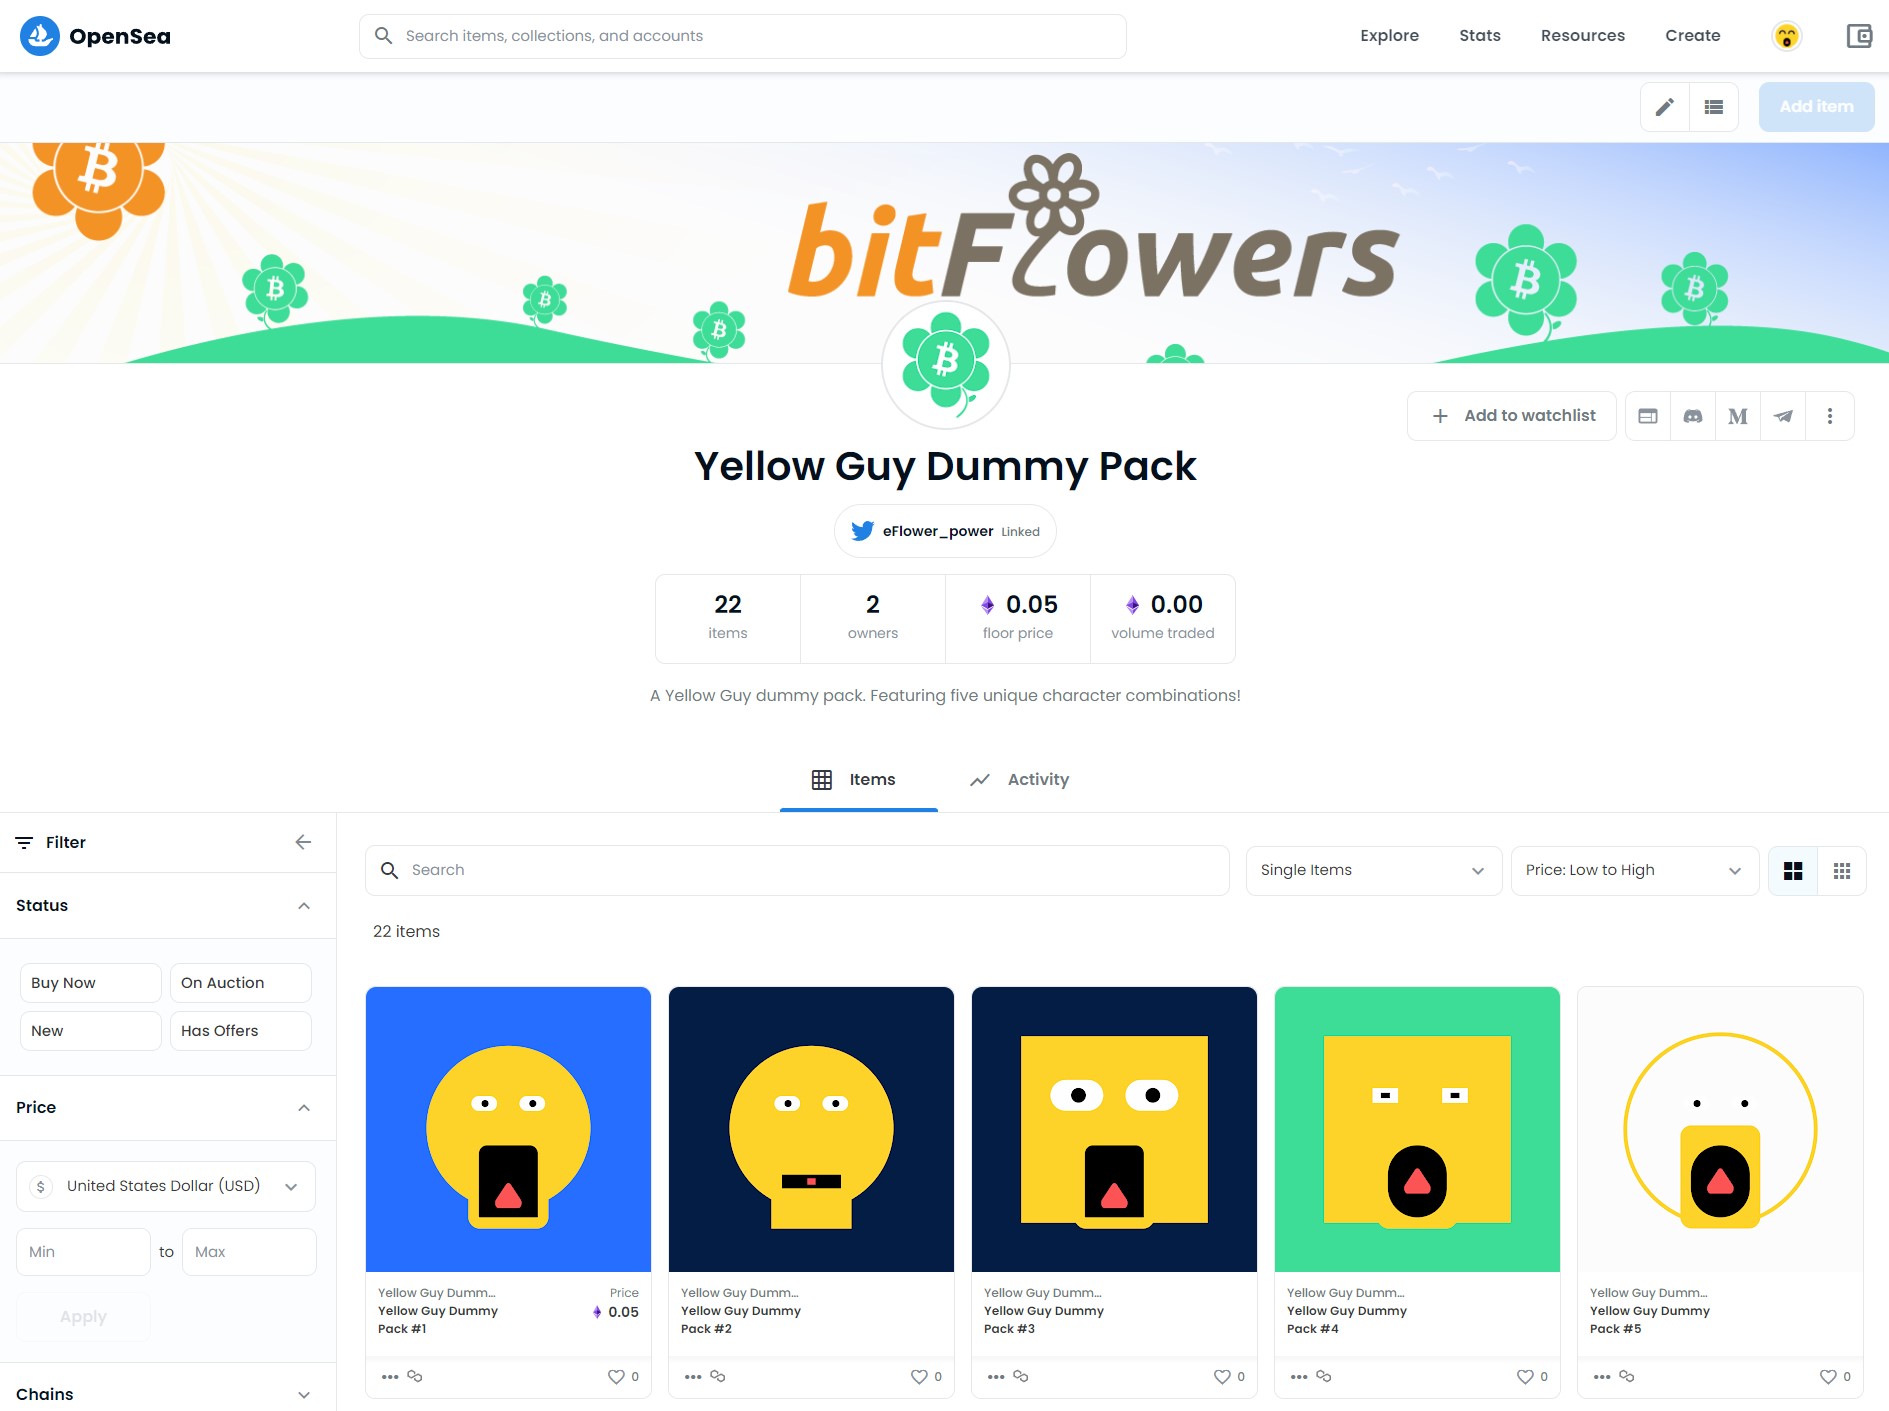 OpenSea
Search items, collections, and accounts
Explore
Stats
Resources
Create
Add item
bitFlowers
Add to watchlist
Yellow Guy Dummy Pack
eFlower_power Linked
22
items
2
owners
0.05
floor price
0.00
volume traded
A Yellow Guy dummy pack. Featuring five unique character combinations!
Items
Activity
Filter
Status
Buy Now
On Auction
New
Has Offers
Price
$ United States Dollar (USD)
Min
to
Max
Apply
Chains
Search
Single Items
Price: Low to High
22 items
Yellow Guy Dumm...
Price
Yellow Guy Dummy
0.05
Pack #1
0
Yellow Guy Dumm...
Yellow Guy Dummy
Pack #2
0
Yellow Guy Dumm...
Yellow Guy Dummy
Pack #3
0
Yellow Guy Dumm...
Yellow Guy Dummy
Pack #4
0
Yellow Guy Dumm...
Yellow Guy Dummy
Pack #5
0